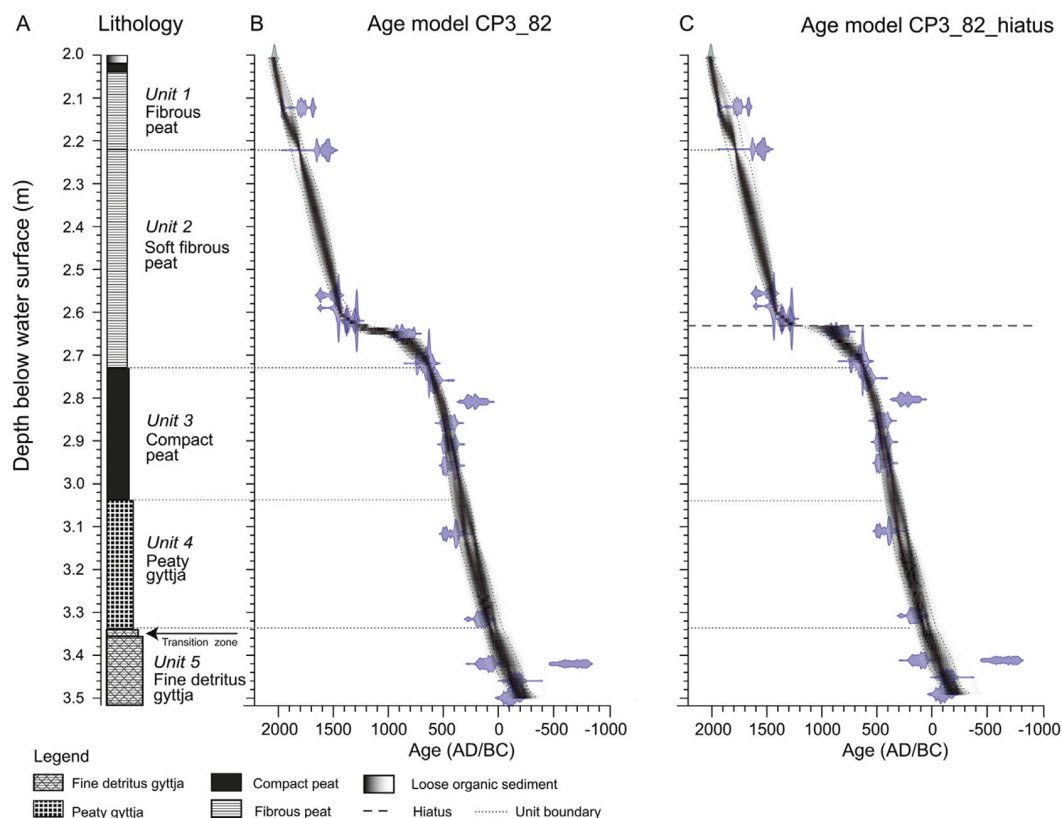 A Lithology B Age model CP3_82 C Age model CP3_82_hiatus
Depth below water surface (m)
2.0
2.1
2.2
2.3
2.4
2.5
2.6
2.7
2.8
2.9
3.0
3.1
3.2
3.3
3.4
3.5
Unit 1
Fibrous
peat
Unit 2
Soft fibrous
peat
Unit 3
Compact
peat
Unit 4
Peaty
gyttja
Transition zone
Unit 5
Fine detritus
gyttja
2000 1500 1000 500 0 -500 -1000
Age (AD/BC)
2000 1500 1000 500 0 -500 -1000
Age (AD/BC)
Legend
Fine detritus gyttja Compact peat Loose organic sediment
Peaty gyttja Fibrous peat Hiatus Unit boundary